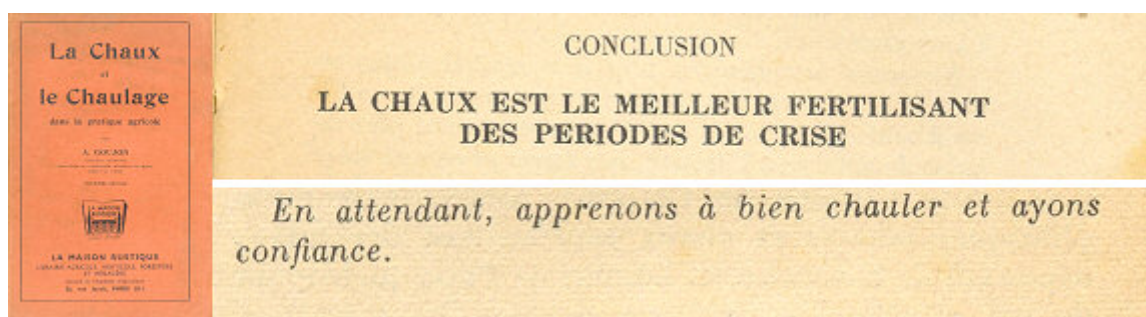 La Chaux
et
le Chaulage
dans la pratique agricole
LA MAISON RUSTIQUE
CONCLUSION
LA CHAUX EST LE MEILLEUR FERTILISANT
DES PERIODES DE CRISE
En attendant, apprenons à bien chauler et ayons
confiance.